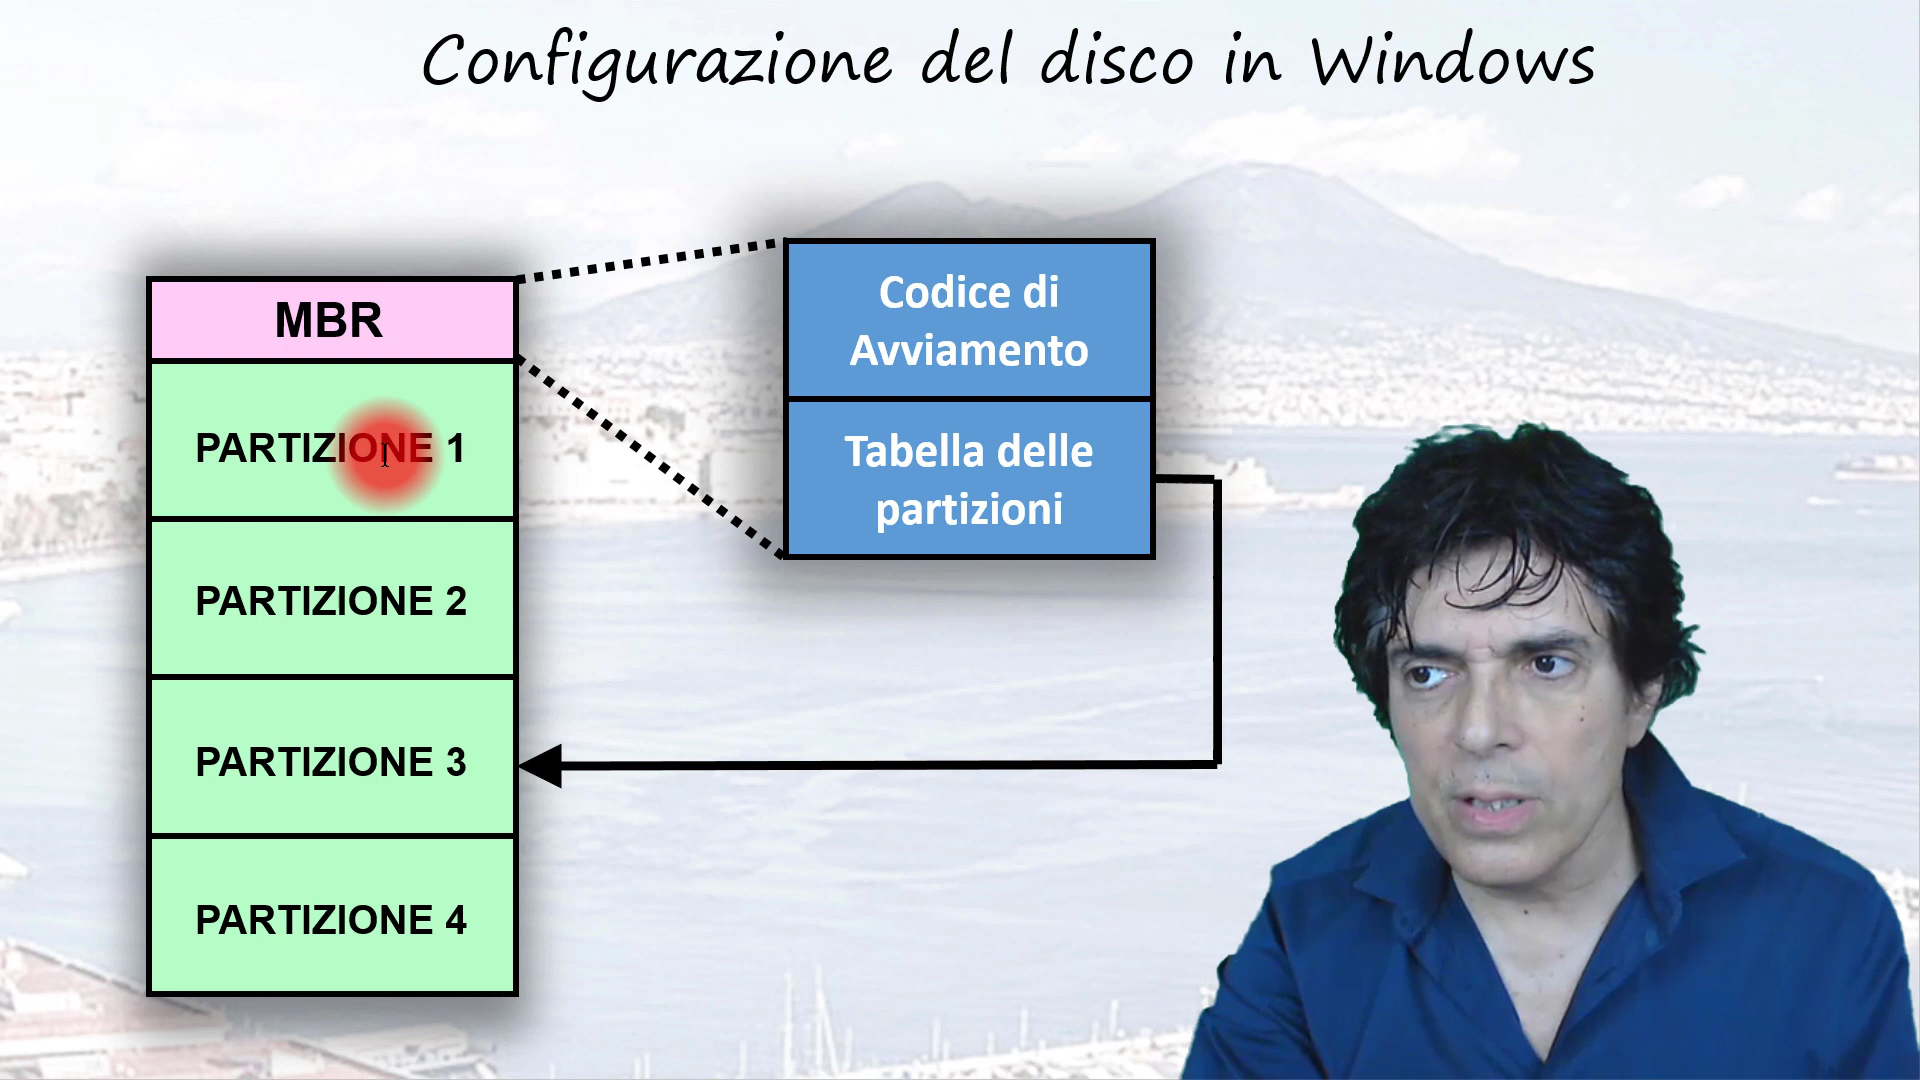 Configurazione del disco in Windows
MBR
PARTIZIONE 1
PARTIZIONE 2
PARTIZIONE 3
PARTIZIONE 4
Codice di
Avviamento
Tabella delle
partizioni